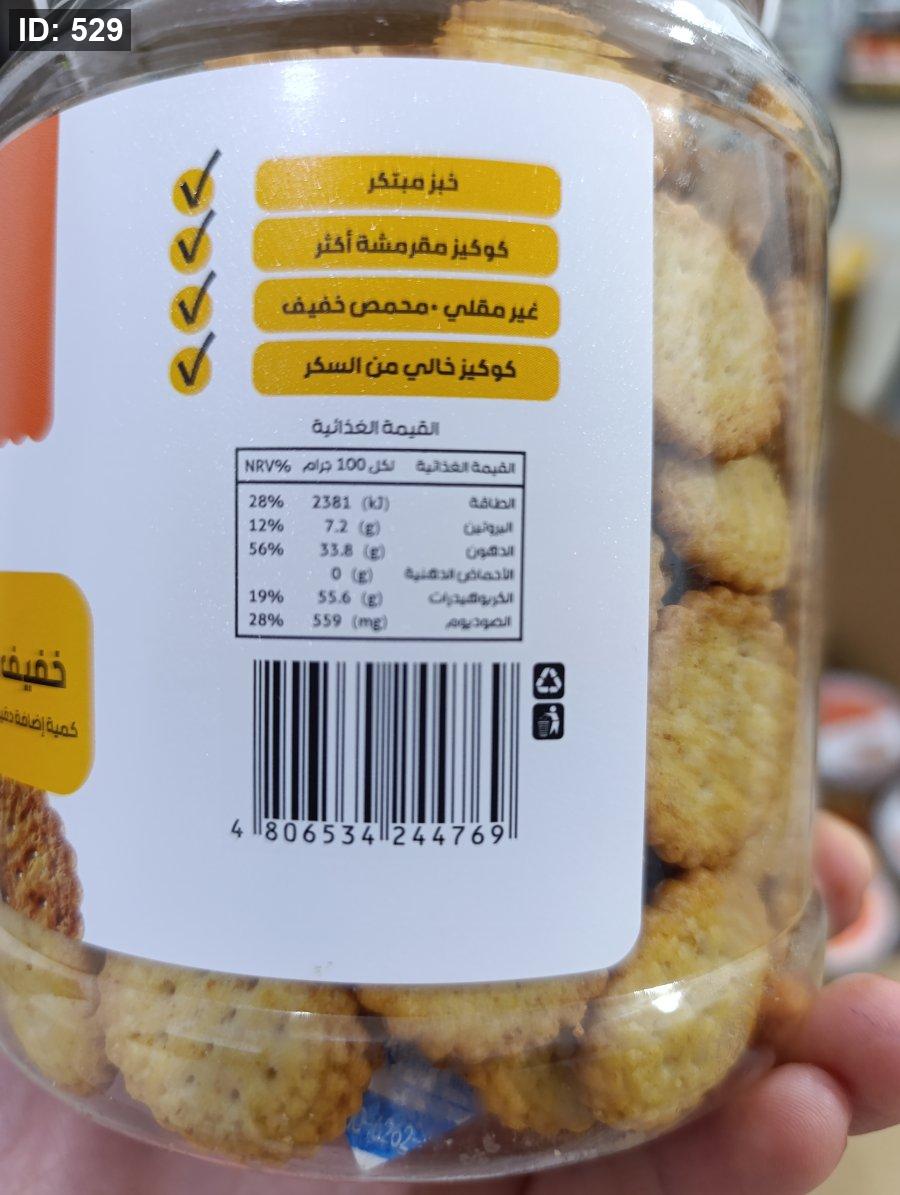 ID: 529
خبز مبتكر
كوكيز مقرمشة أكثر
غير مقلي •محمص خفيف
كوكيز خالي من السكر
القيمة الغذائية
القيمة الغذائية لكل 100 جرام NRV%
الطاقة 2381 (kJ) 28%
البروتين 7.2 (g) 12%
الدهون 33.8 (g) 56%
الأحماض الدهنية 0 (g)
الكربوهيدرات 55.6 (g) 19%
الصوديوم 559 (mg) 28%
خفيف
كمية إضافة
4 806534 244769